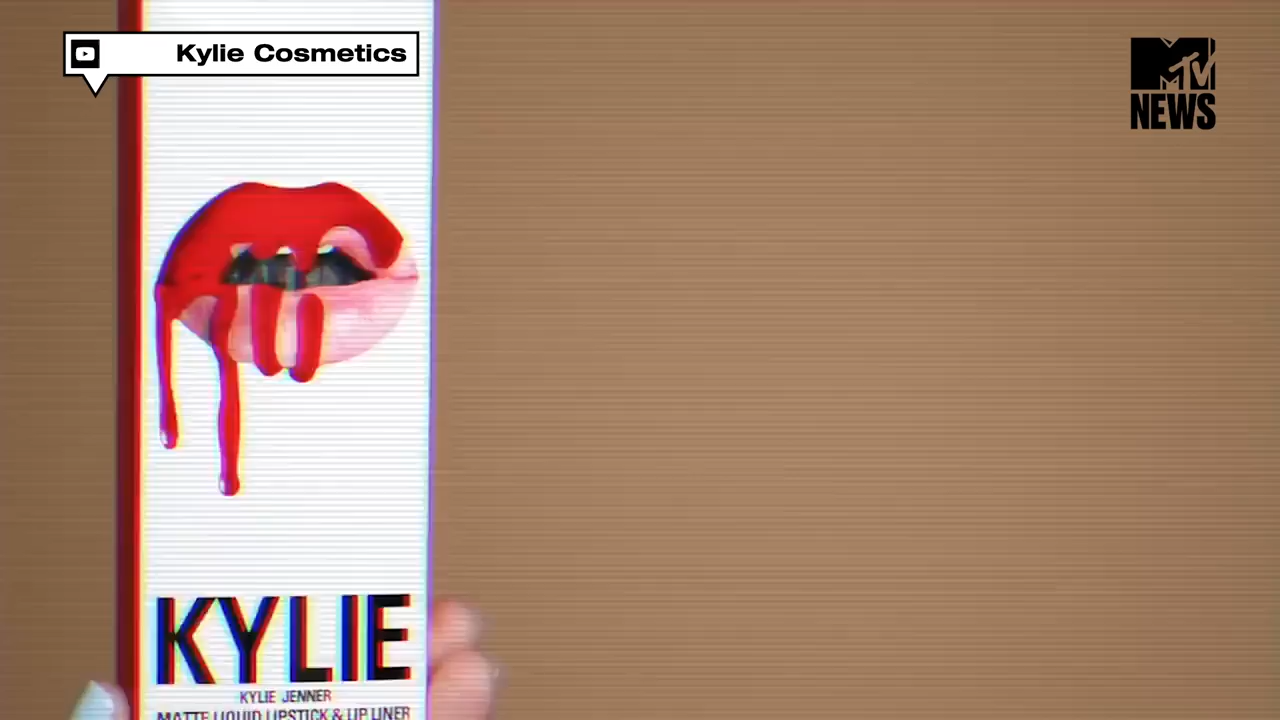 Kylie Cosmetics
MTV
NEWS
KYLIE
KYLIE JENNER
MATTE LIQUID LIPSTICK & LIP LINER